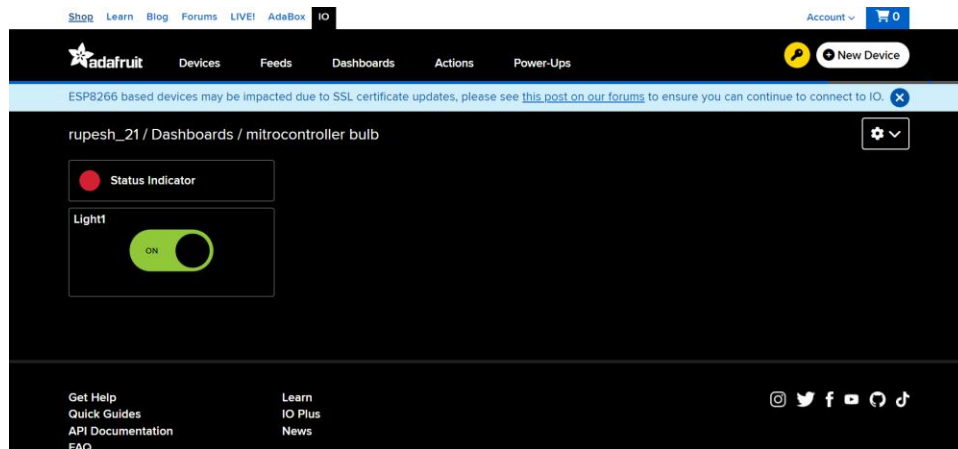 Shop Learn Blog Forums LIVE! AdaBox IO Account 0
adafruit Devices Feeds Dashboards Actions Power-Ups New Device
ESP8266 based devices may be impacted due to SSL certificate updates, please see this post on our forums to ensure you can continue to connect to IO.
rupesh_21 / Dashboards / mitrocontroller bulb
Status Indicator
Light1
ON
Get Help Learn
Quick Guides IO Plus
API Documentation News
FAQ